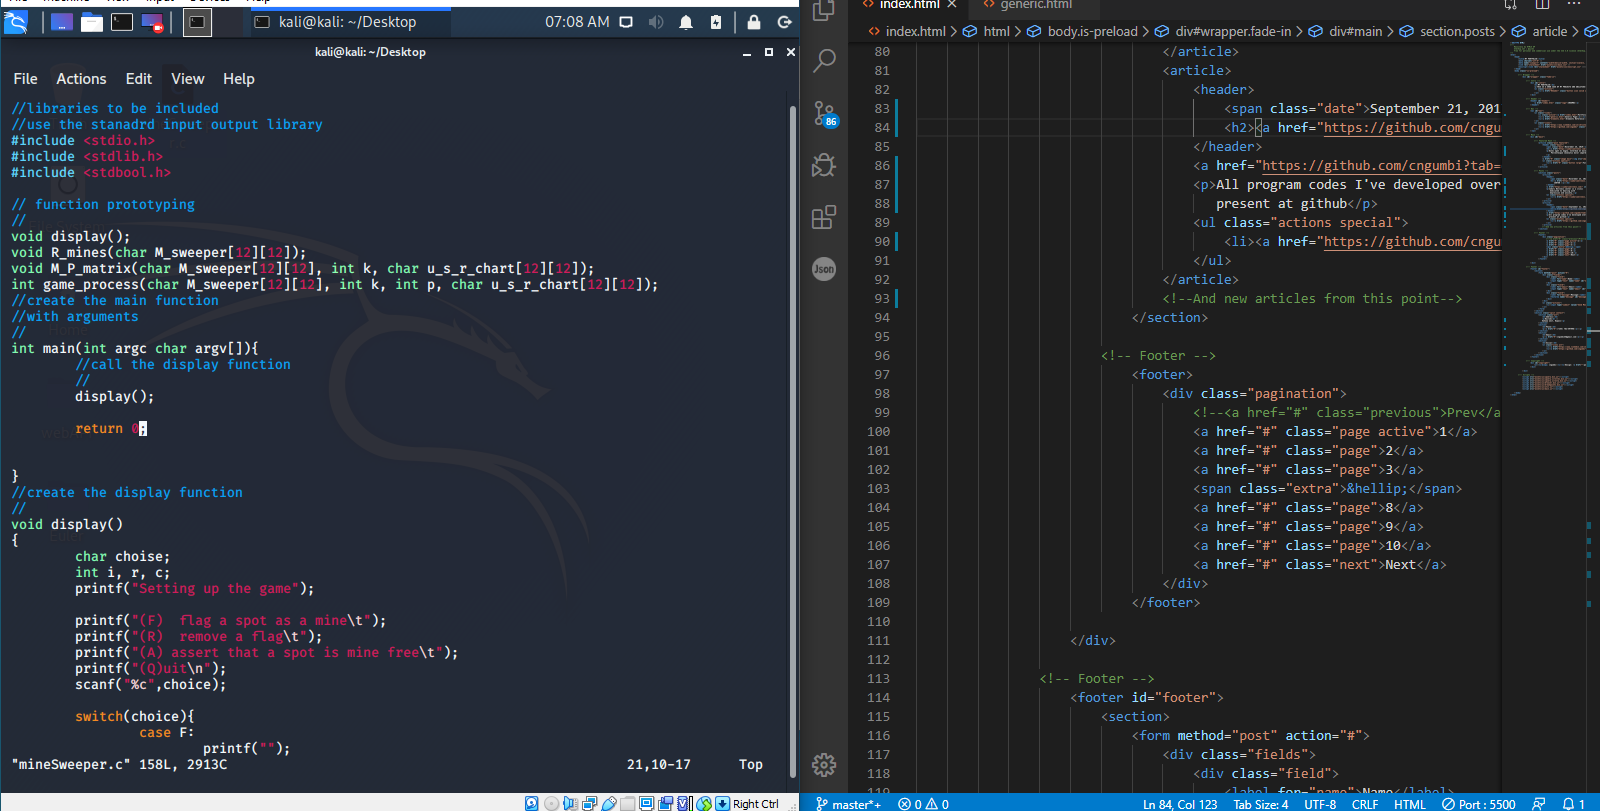 kali@kali: ~/Desktop
07:08 AM
kali@kali: ~/Desktop
File Actions Edit View Help
//libraries to be included
//use the stanadrd input output library
#include <stdio.h>
#include <stdlib.h>
#include <stdbool.h>
// function prototyping
//
void display();
void R_mines(char M_sweeper[12][12]);
void M_P_matrix(char M_sweeper[12][12], int k, char u_s_r_chart[12][12]);
int game_process(char M_sweeper[12][12], int k, int p, char u_s_r_chart[12][12]);
//create the main function
//with arguments
//
int main(int argc char argv[]){
//call the display function
//
display();
return 0;
}
//create the display function
//
void display()
{
char choise;
int i, r, c;
printf("Setting up the game");
printf("(F)  flag a spot as a mine\t");
printf("(R)  remove a flag\t");
printf("(A) assert that a spot is mine free\t");
printf("(Q)uit\n");
scanf("%c",choice);
switch(choice){
case F:
printf("");
"mineSweeper.c" 158L, 2913C 21,10-17 Top
Right Ctrl
index.html generic.html
index.html > html > body.is-preload > div#wrapper.fade-in > div#main > section.posts > article >
86
Json
80 </article>
81 <article>
82 <header>
83 <span class="date">September 21, 201
84 <h2><a href="https://github.com/cngu
85 </header>
86 <a href="https://github.com/cngumbi?tab=
87 <p>All program codes I've developed over
88 present at github</p>
89 <ul class="actions special">
90 <li><a href="https://github.com/cngu
91 </ul>
92 </article>
93 <!--And new articles from this point-->
94 </section>
95
96 <!-- Footer -->
97 <footer>
98 <div class="pagination">
99 <!--<a href="#" class="previous">Prev</a
100 <a href="#" class="page active">1</a>
101 <a href="#" class="page">2</a>
102 <a href="#" class="page">3</a>
103 <span class="extra">&hellip;</span>
104 <a href="#" class="page">8</a>
105 <a href="#" class="page">9</a>
106 <a href="#" class="page">10</a>
107 <a href="#" class="next">Next</a>
108 </div>
109 </footer>
110
111 </div>
112
113 <!-- Footer -->
114 <footer id="footer">
115 <section>
116 <form method="post" action="#">
117 <div class="fields">
118 <div class="field">
119 <label for="name">Name</label>
master*+ 0 0 Ln 84, Col 123 Tab Size: 4 UTF-8 CRLF HTML Port : 5500 1